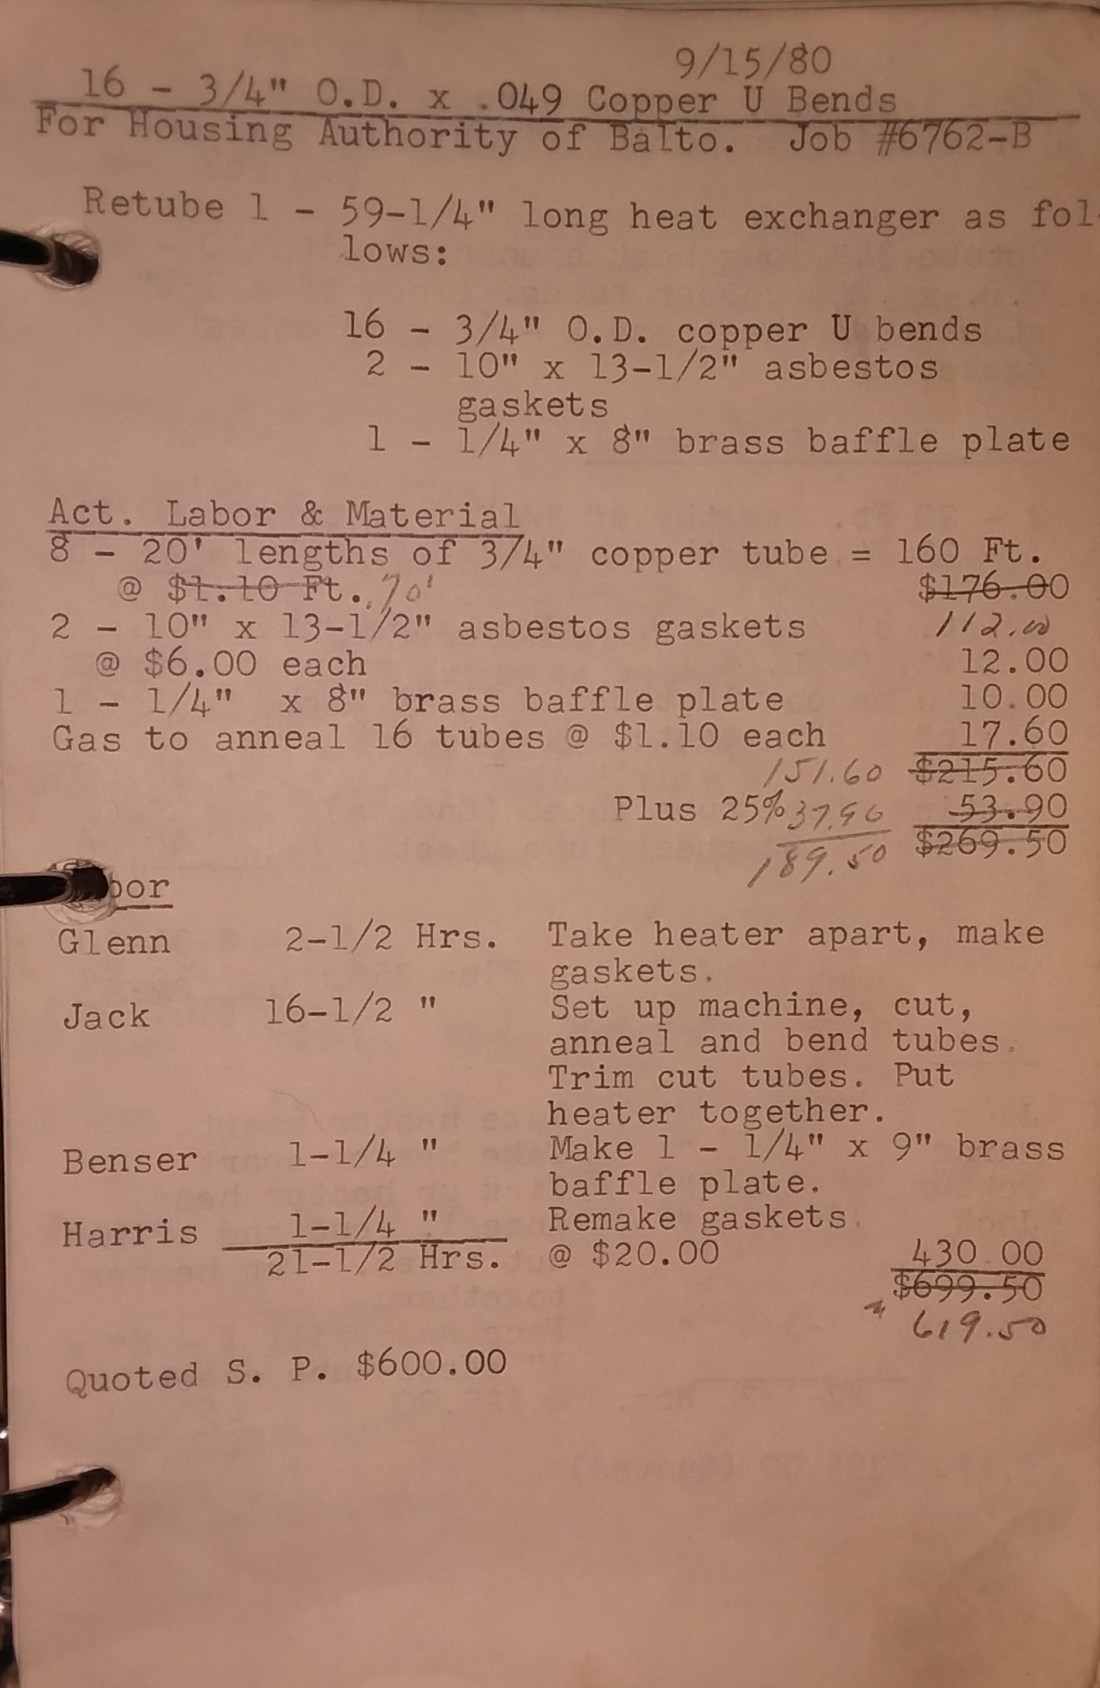 9/15/80
16 - 3/4" O.D. x .049 Copper U Bends
For Housing Authority of Balto. Job #6762-B
Retube 1 - 59-1/4" long heat exchanger as fol-
lows:
16 - 3/4" O.D. copper U bends
2 - 10" x 13-1/2" asbestos
gaskets
1 - 1/4" x 8" brass baffle plate
Act. Labor & Material
8 - 20' lengths of 3/4" copper tube = 160 Ft.
@ $1.10 Ft. .70' $176.00
2 - 10" x 13-1/2" asbestos gaskets 112.00
@ $6.00 each 12.00
1 - 1/4" x 8" brass baffle plate 10.00
Gas to anneal 16 tubes @ $1.10 each 17.60
151.60 $215.60
Plus 25% 37.90 53.90
189.50 $269.50
bor
Glenn 2-1/2 Hrs. Take heater apart, make
gaskets.
Jack 16-1/2 " Set up machine, cut,
anneal and bend tubes.
Trim cut tubes. Put
heater together.
Benser 1-1/4 " Make 1 - 1/4" x 9" brass
baffle plate.
Harris 1-1/4 " Remake gaskets.
21-1/2 Hrs. @ $20.00 430.00
$699.50
619.50
Quoted S. P. $600.00